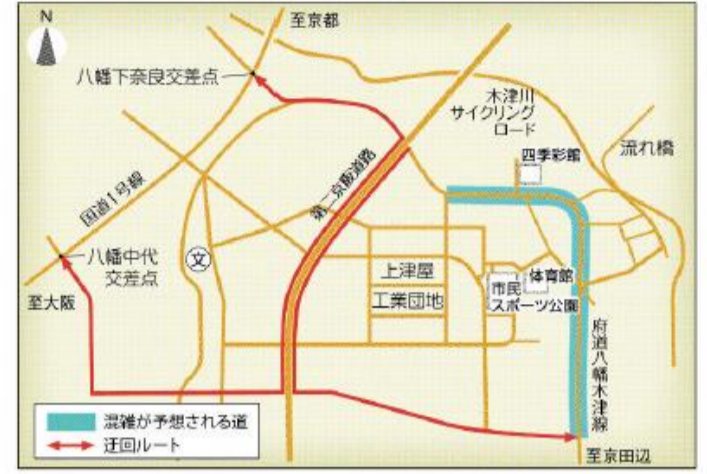 N
至京都
八幡下奈良交差点
木津川
サイクリング
ロード
四季彩館
流れ橋
国道1号線
第二京阪道路
八幡中代
交差点
文
至大阪
上津屋
工業団地
体育館
市民
スポーツ公園
府道八幡木津線
混雑が予想される道
迂回ルート
至京田辺